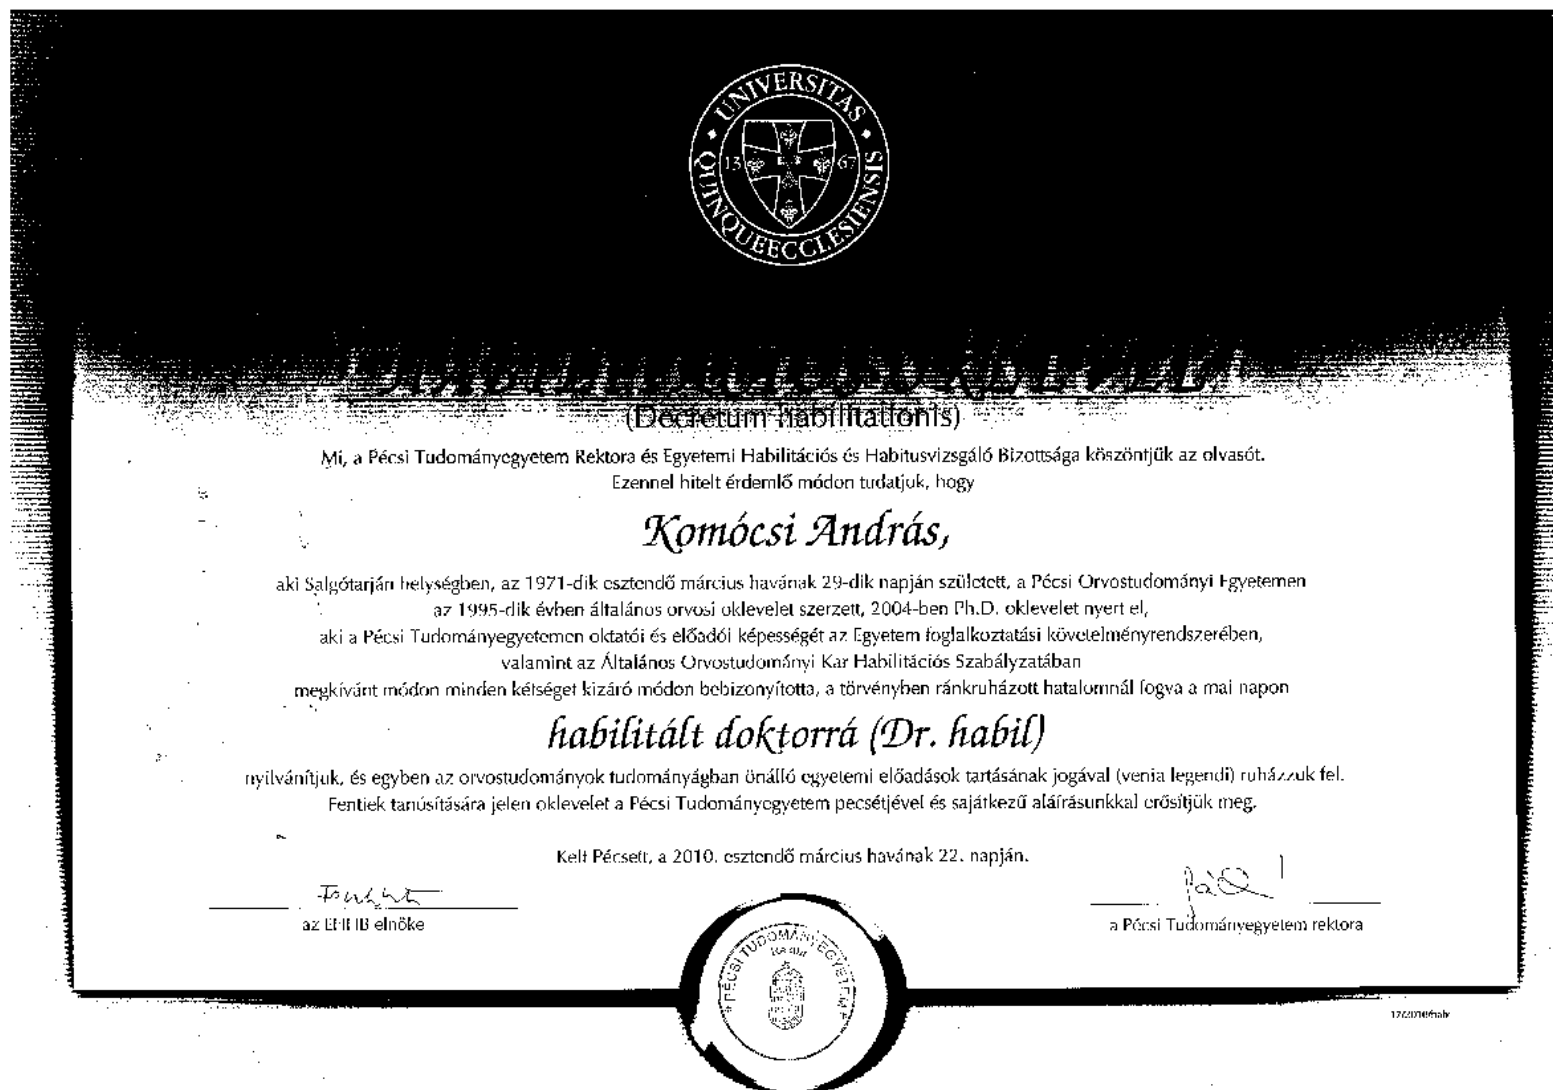 UNIVERSITAS QUINQUEECCLESIENSIS
13 67
HABILITÁCIÓS OKLEVÉL
(Decretum habilitationis)
Mi, a Pécsi Tudományegyetem Rektora és Egyetemi Habilitációs és Habitusvizsgáló Bizottsága köszöntjük az olvasót.
Ezennel hitelt érdemlő módon tudatjuk, hogy
Komócsi András,
aki Salgótarján helységben, az 1971-dik esztendő március havának 29-dik napján született, a Pécsi Orvostudományi Egyetemen
az 1995-dik évben általános orvosi oklevelet szerzett, 2004-ben Ph.D. oklevelet nyert el,
aki a Pécsi Tudományegyetemen oktatói és előadói képességét az Egyetem foglalkoztatási követelményrendszerében,
valamint az Általános Orvostudományi Kar Habilitációs Szabályzatában
megkívánt módon minden kétséget kizáró módon bebizonyította, a törvényben ránkruházott hatalomnál fogva a mai napon
habilitált doktorrá (Dr. habil)
nyilvánítjuk, és egyben az orvostudományok tudományágban önálló egyetemi előadások tartásának jogával (venia legendi) ruházzuk fel.
Fentiek tanúsítására jelen oklevelet a Pécsi Tudományegyetem pecsétjével és sajátkezű aláírásunkkal erősítjük meg.
Kelt Pécsett, a 2010. esztendő március havának 22. napján.
az EHHB elnöke
a Pécsi Tudományegyetem rektora
PÉCSI TUDOMÁNYEGYETEM